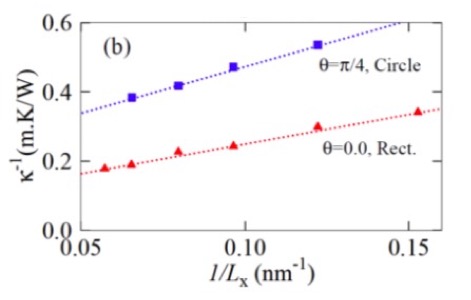 0.6
(b)
θ=π/4, Circle
0.4
κ⁻¹(m.K/W)
0.2
θ=0.0, Rect.
0.0
0.05 0.10 0.15
1/Lₓ (nm⁻¹)